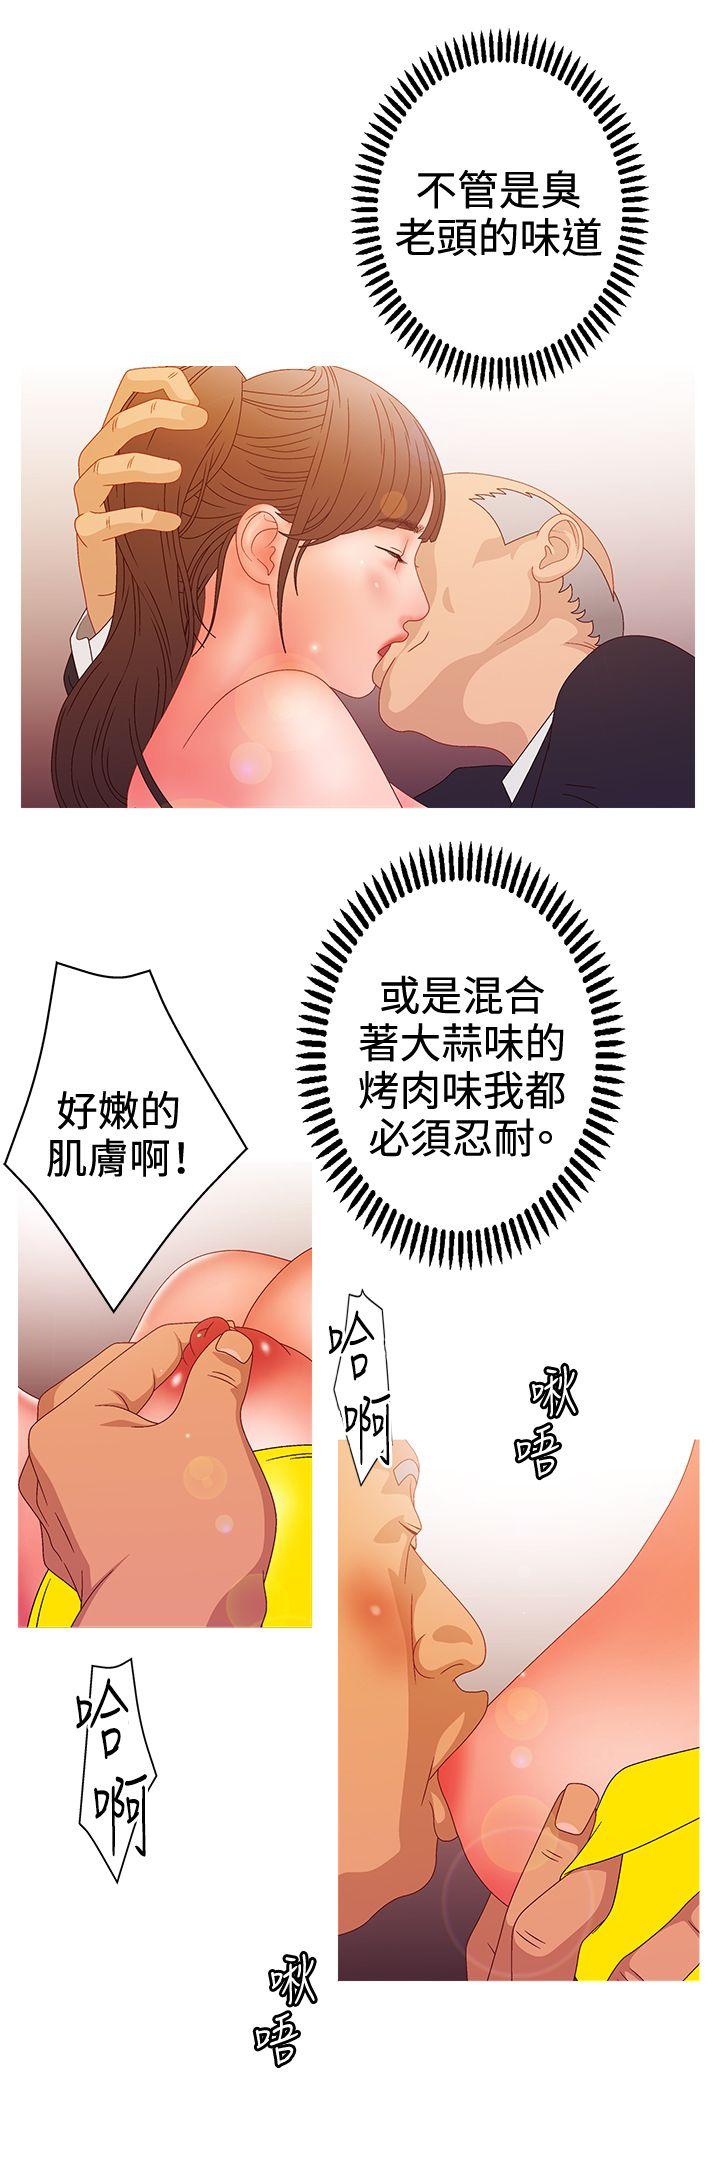 不管是臭
老頭的味道
或是混合
著大蒜味的
烤肉味我都
必須忍耐。
好嫩的
肌膚啊!
哈
啊
啾
唔
哈
啊
啾
唔